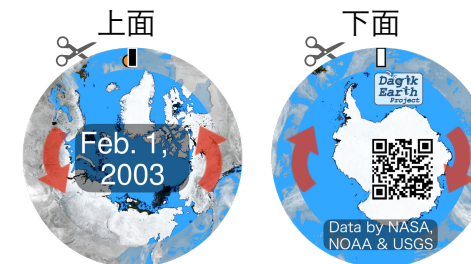 上面
下面
Feb. 1,
2003
Dagik
Earth
Project
Data by NASA,
NOAA & USGS